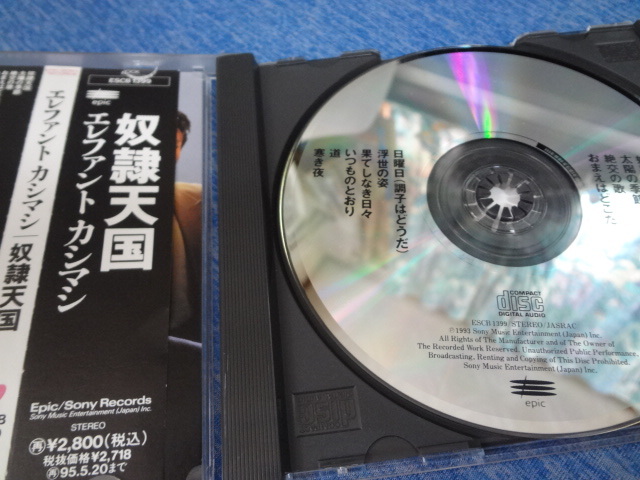 ESCB 1399
epic
奴隷天国
エレファント カシマシ
エレファント カシマシ 奴隷天国
Epic/Sony Records
Sony Music Entertainment (Japan) Inc.
STEREO
再¥2,800(税込)
税抜価格¥2,718
再95.5.20まで
太陽の
絶交の歌
おまえはどこだ
日曜日(調子はどうだ)
浮世の姿
果てしなき日々
いつものとおり
道
寒き夜
COMPACT
disc
DIGITAL AUDIO
ESCB 1399/STEREO/JASRAC
℗1993 Sony Music Entertainment (Japan) Inc.
All Rights of The Manufacturer and of The Owner of
The Recorded Work Reserved. Unauthorized Public Performance,
Broadcasting, Renting and Copying of This Disc Prohibited.
Sony Music Entertainment (Japan) Inc.
epic